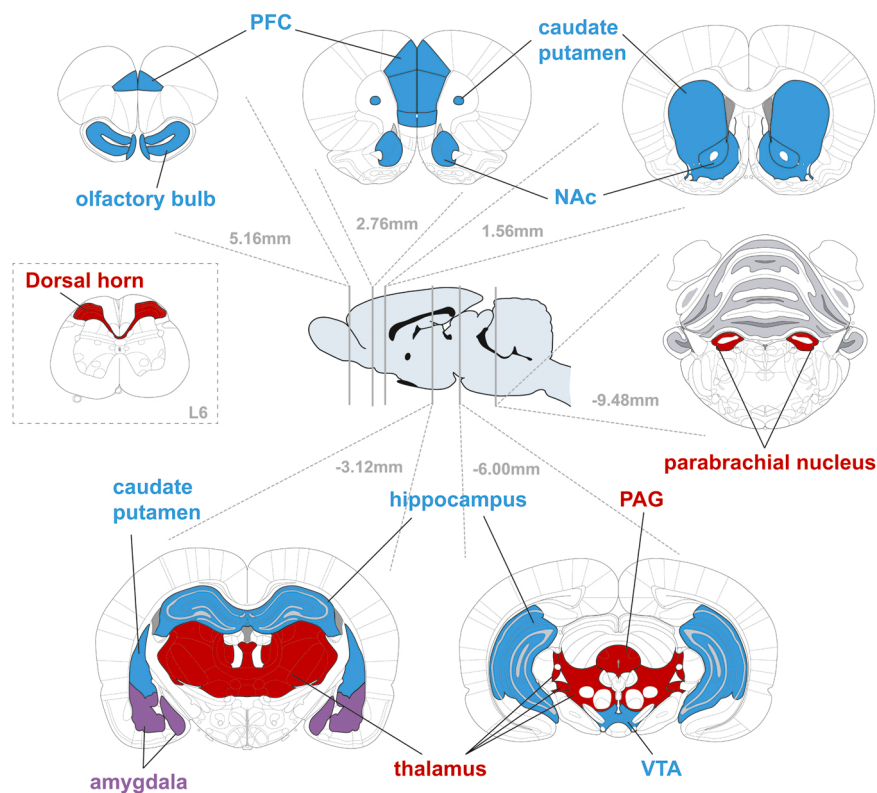 PFC
caudate
putamen
olfactory bulb
NAc
5.16mm
2.76mm
1.56mm
Dorsal horn
L6
-9.48mm
parabrachial nucleus
-3.12mm
-6.00mm
caudate
putamen
hippocampus
PAG
amygdala
thalamus
VTA